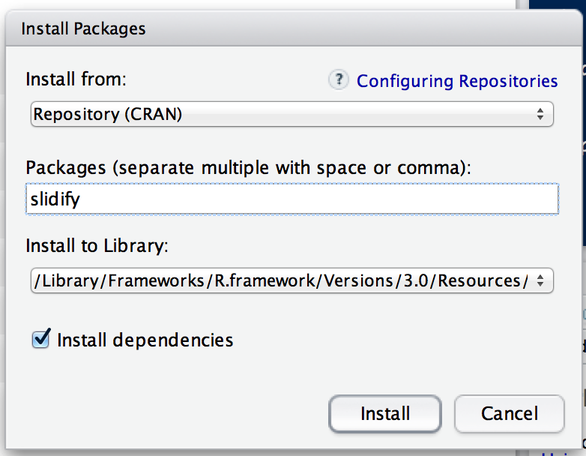 Install Packages
Install from:
? Configuring Repositories
Repository (CRAN)
Packages (separate multiple with space or comma):
slidify
Install to Library:
/Library/Frameworks/R.framework/Versions/3.0/Resources/
Install dependencies
Install
Cancel